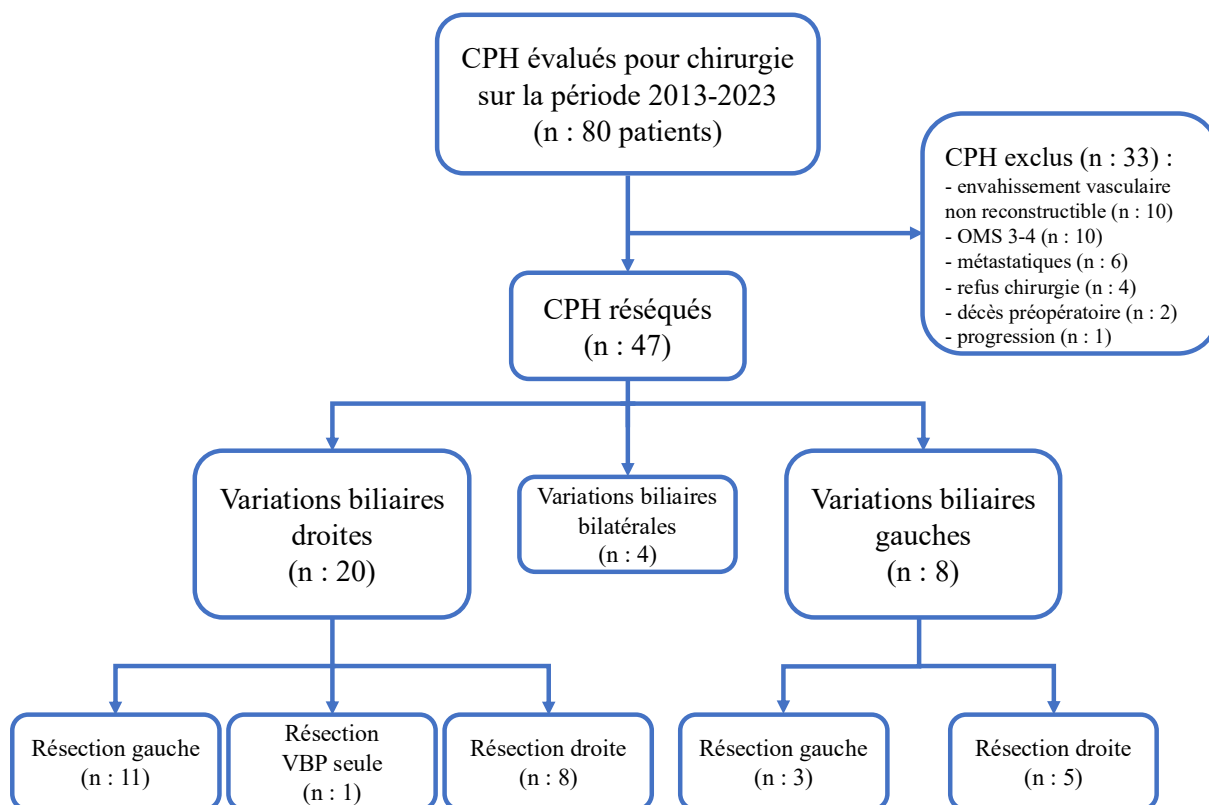 CPH évalués pour chirurgie
sur la période 2013-2023
(n : 80 patients)
CPH exclus (n : 33) :
- envahissement vasculaire
non reconstructible (n : 10)
- OMS 3-4 (n : 10)
- métastatiques (n : 6)
- refus chirurgie (n : 4)
- décès préopératoire (n : 2)
- progression (n : 1)
CPH réséqués
(n : 47)
Variations biliaires
droites
(n : 20)
Variations biliaires
bilatérales
(n : 4)
Variations biliaires
gauches
(n : 8)
Résection gauche
(n : 11)
Résection
VBP seule
(n : 1)
Résection droite
(n : 8)
Résection gauche
(n : 3)
Résection droite
(n : 5)